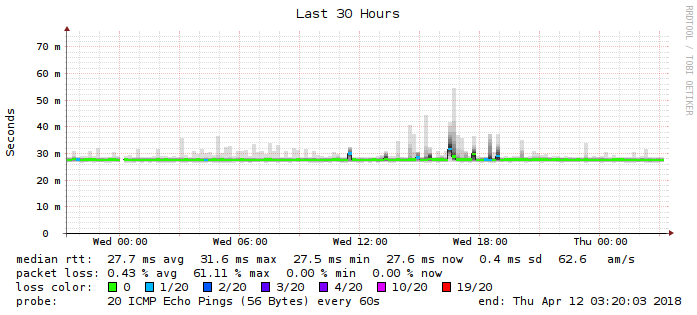 Last 30 Hours
RRDTOOL / TOBI OETIKER
Seconds
70 m
60 m
50 m
40 m
30 m
20 m
10 m
0
Wed 00:00 Wed 06:00 Wed 12:00 Wed 18:00 Thu 00:00
median rtt: 27.7 ms avg 31.6 ms max 27.5 ms min 27.6 ms now 0.4 ms sd 62.6 am/s
packet loss: 0.43 % avg 61.11 % max 0.00 % min 0.00 % now
loss color: 0 1/20 2/20 3/20 4/20 10/20 19/20
probe: 20 ICMP Echo Pings (56 Bytes) every 60s end: Thu Apr 12 03:20:03 2018